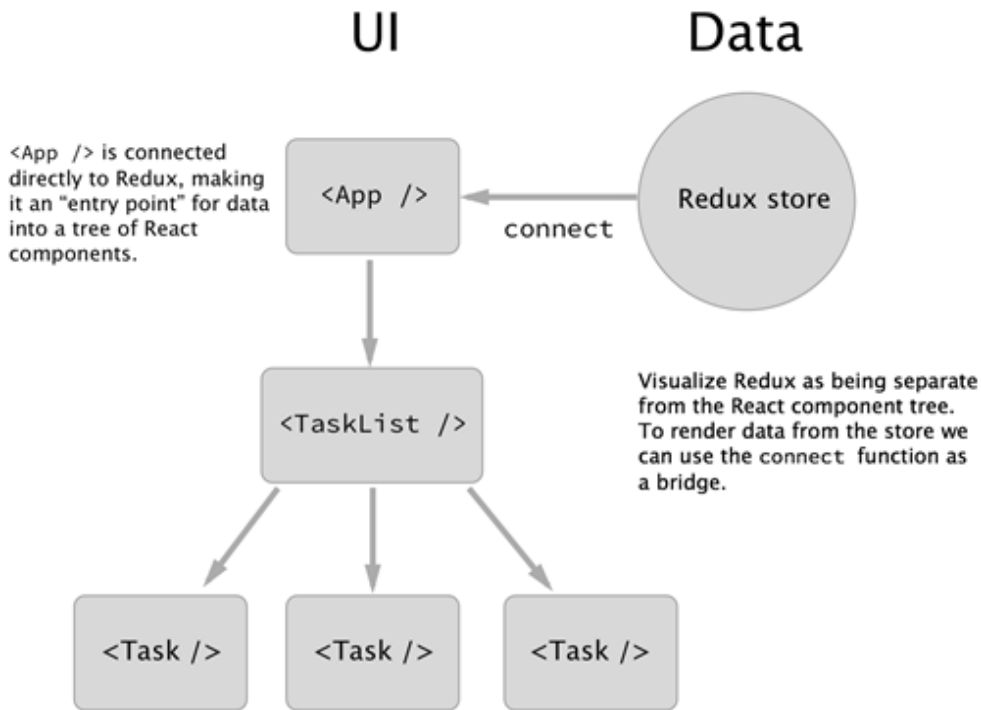 UI
Data
<App /> is connected
directly to Redux, making
it an “entry point” for data
into a tree of React
components.
<App />
connect
Redux store
<TaskList />
Visualize Redux as being separate
from the React component tree.
To render data from the store we
can use the connect function as
a bridge.
<Task />
<Task />
<Task />